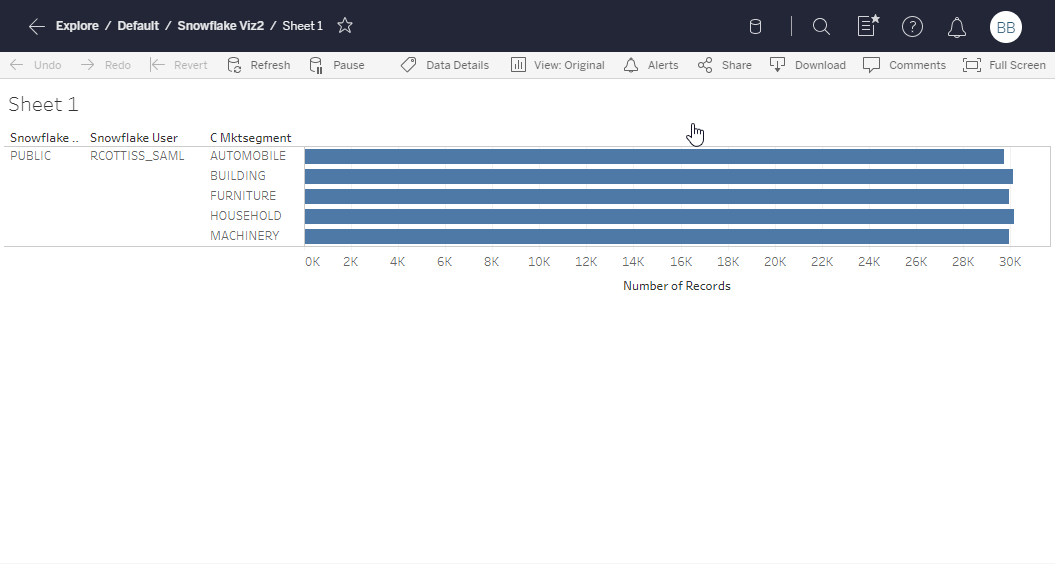 Explore / Default / Snowflake Viz2 / Sheet 1
BB
Undo Redo Revert Refresh Pause Data Details View: Original Alerts Share Download Comments Full Screen
Sheet 1
Snowflake .. Snowflake User C Mktsegment
PUBLIC RCOTTISS_SAML AUTOMOBILE
BUILDING
FURNITURE
HOUSEHOLD
MACHINERY
0K 2K 4K 6K 8K 10K 12K 14K 16K 18K 20K 22K 24K 26K 28K 30K
Number of Records